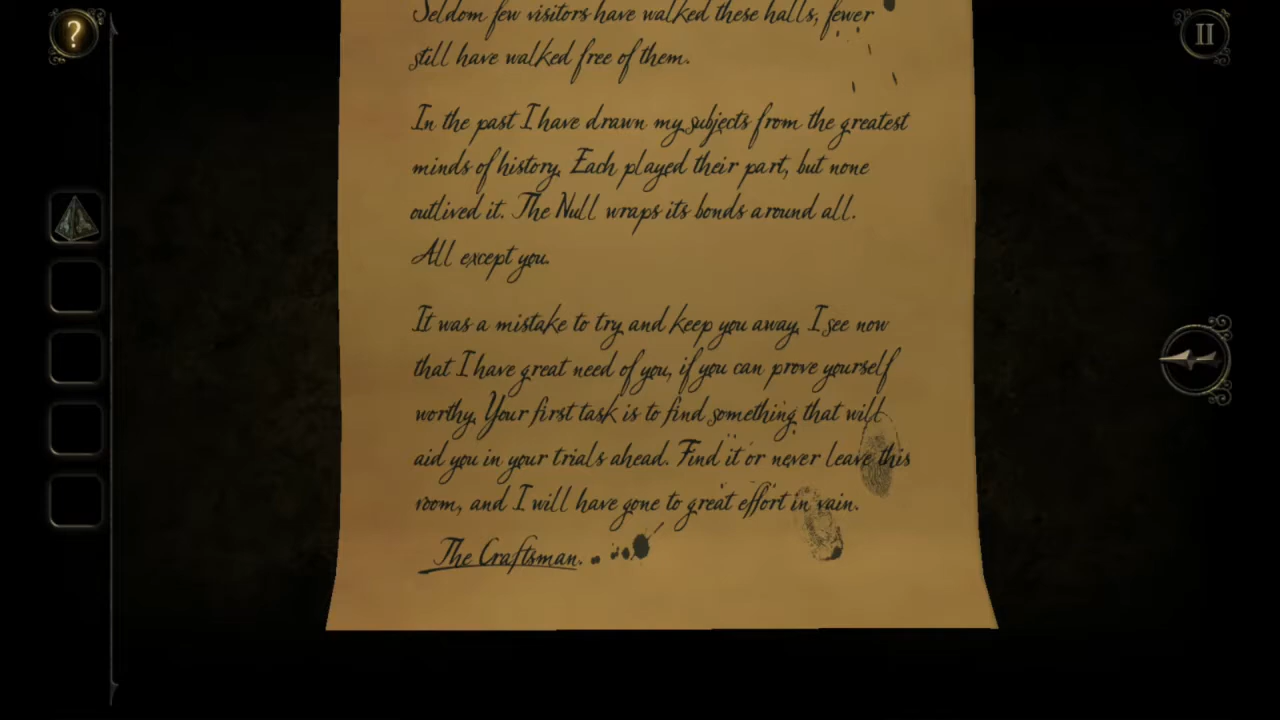 Seldom few visitors have walked these halls; fewer
still have walked free of them.
In the past I have drawn my subjects from the greatest
minds of history. Each played their part, but none
outlived it. The Null wraps its bonds around all.
All except you.
It was a mistake to try and keep you away. I see now
that I have great need of you, if you can prove yourself
worthy. Your first task is to find something that will
aid you in your trials ahead. Find it or never leave this
room, and I will have gone to great effort in vain.
The Craftsman.
?